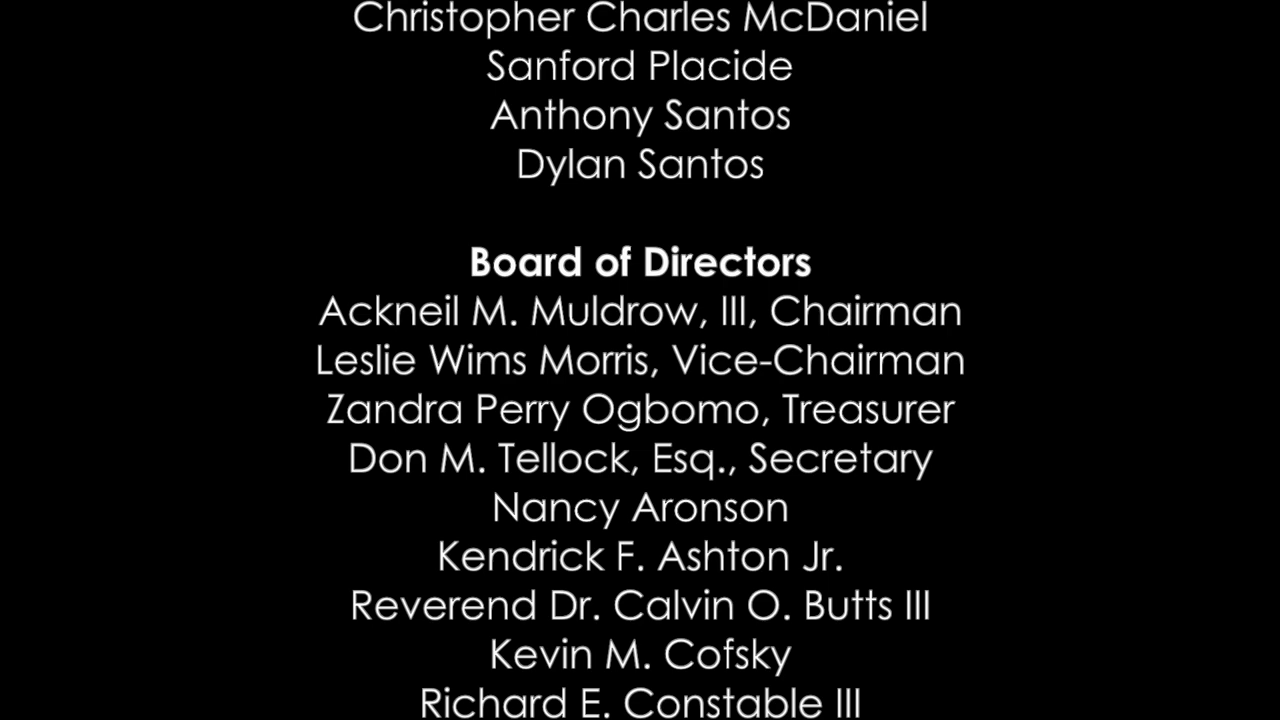 Christopher Charles McDaniel
Sanford Placide
Anthony Santos
Dylan Santos
Board of Directors
Ackneil M. Muldrow, III, Chairman
Leslie Wims Morris, Vice-Chairman
Zandra Perry Ogbomo, Treasurer
Don M. Tellock, Esq., Secretary
Nancy Aronson
Kendrick F. Ashton Jr.
Reverend Dr. Calvin O. Butts III
Kevin M. Cofsky
Richard E. Constable III